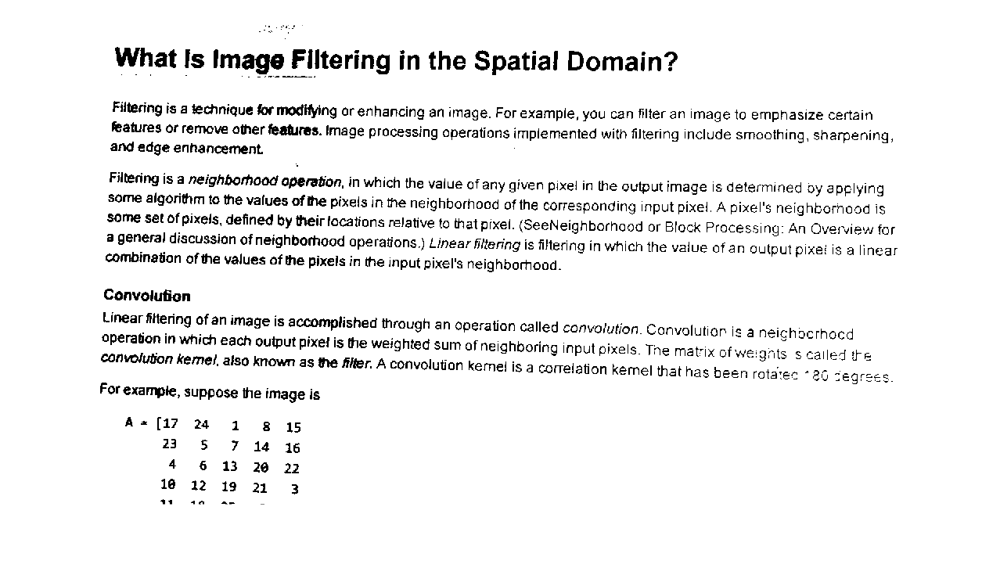 What Is Image Filtering in the Spatial Domain?
Filtering is a technique for modifying or enhancing an image. For example, you can filter an image to emphasize certain
features or remove other features. Image processing operations implemented with filtering include smoothing, sharpening,
and edge enhancement.
Filtering is a neighborhood operation, in which the value of any given pixel in the output image is determined by applying
some algorithm to the values of the pixels in the neighborhood of the corresponding input pixel. A pixel's neighborhood is
some set of pixels, defined by their locations relative to that pixel. (SeeNeighborhood or Block Processing: An Overview for
a general discussion of neighborhood operations.) Linear filtering is filtering in which the value of an output pixel is a linear
combination of the values of the pixels in the input pixel's neighborhood.
Convolution
Linear filtering of an image is accomplished through an operation called convolution. Convolution is a neighborhood
operation in which each output pixel is the weighted sum of neighboring input pixels. The matrix of weights is called the
convolution kernel, also known as the filter. A convolution kernel is a correlation kernel that has been rotated 180 degrees.
For example, suppose the image is
A = [17 24 1 8 15
23 5 7 14 16
4 6 13 20 22
10 12 19 21 3